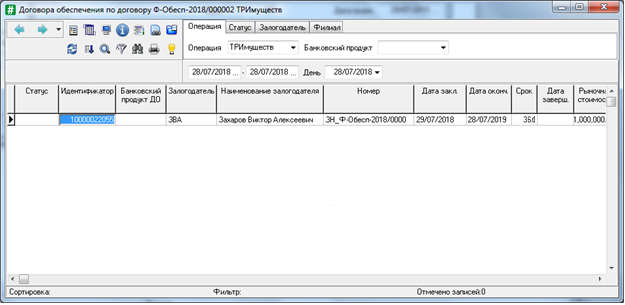 Договора обеспечения по договору Ф-Обесп-2018/000002 ТРИмуществ
Операция Статус Залогодатель Филиал
Операция ТРИмуществ Банковский продукт
28/07/2018 ... - 28/07/2018 ... День 28/07/2018
Статус Идентификатор Банковский продукт ДО Залогодатель Наименование залогодателя Номер Дата закл. Дата оконч. Срок Дата заверш. Рыночна стоимос
10000022055 ЗВА Захаров Виктор Алексеевич ЗН_Ф-Обесп-2018/0000 29/07/2018 28/07/2019 364 1,000,000.
Сортировка: Фильтр: Отмечено записей:0